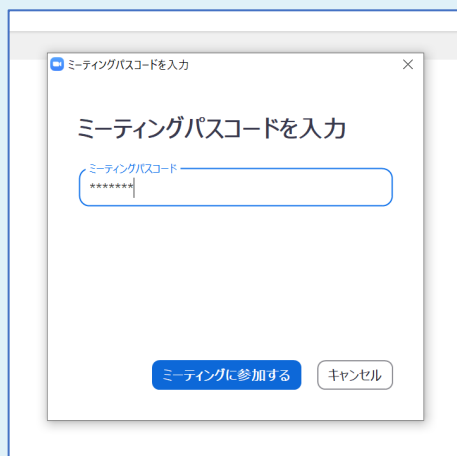 ミーティングパスコードを入力
ミーティングパスコードを入力
ミーティングパスコード
*******
ミーティングに参加する
キャンセル